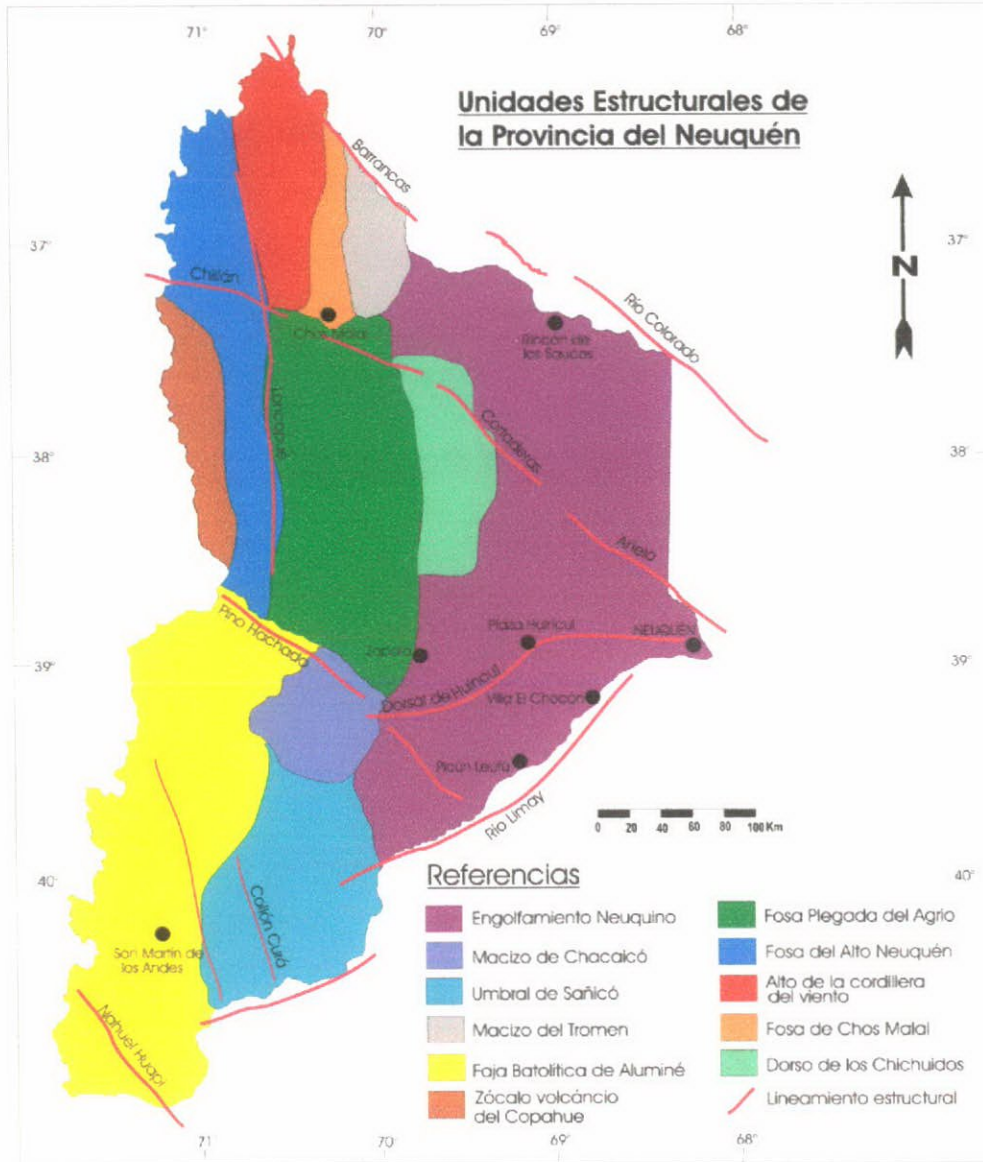 71°
70°
69°
68°
Unidades Estructurales de
la Provincia del Neuquén
Barrancas
37°
37°
N
Chillán
Río Colorado
Chos Malal
Rincón de
los Sauces
Loncopué
Cortaderas
38°
38°
Añelo
Pino Hachado
Zapala
Plaza Huincul
NEUQUÉN
39°
39°
Dorsal de Huincul
Villa El Chocón
Picún Leufú
Río Limay
0 20 40 60 80 100 Km
40°
40°
Collón Curá
San Martín de
los Andes
Nahuel Huapi
Referencias
Engolfamiento Neuquino
Macizo de Chacaicó
Umbral de Sañicó
Macizo del Tromen
Faja Batolítica de Aluminé
Zócalo volcáncio
del Copahue
Fosa Plegada del Agrio
Fosa del Alto Neuquén
Alto de la cordillera
del viento
Fosa de Chos Malal
Dorso de los Chichuidos
Lineamiento estructural
71
70°
69°
68°